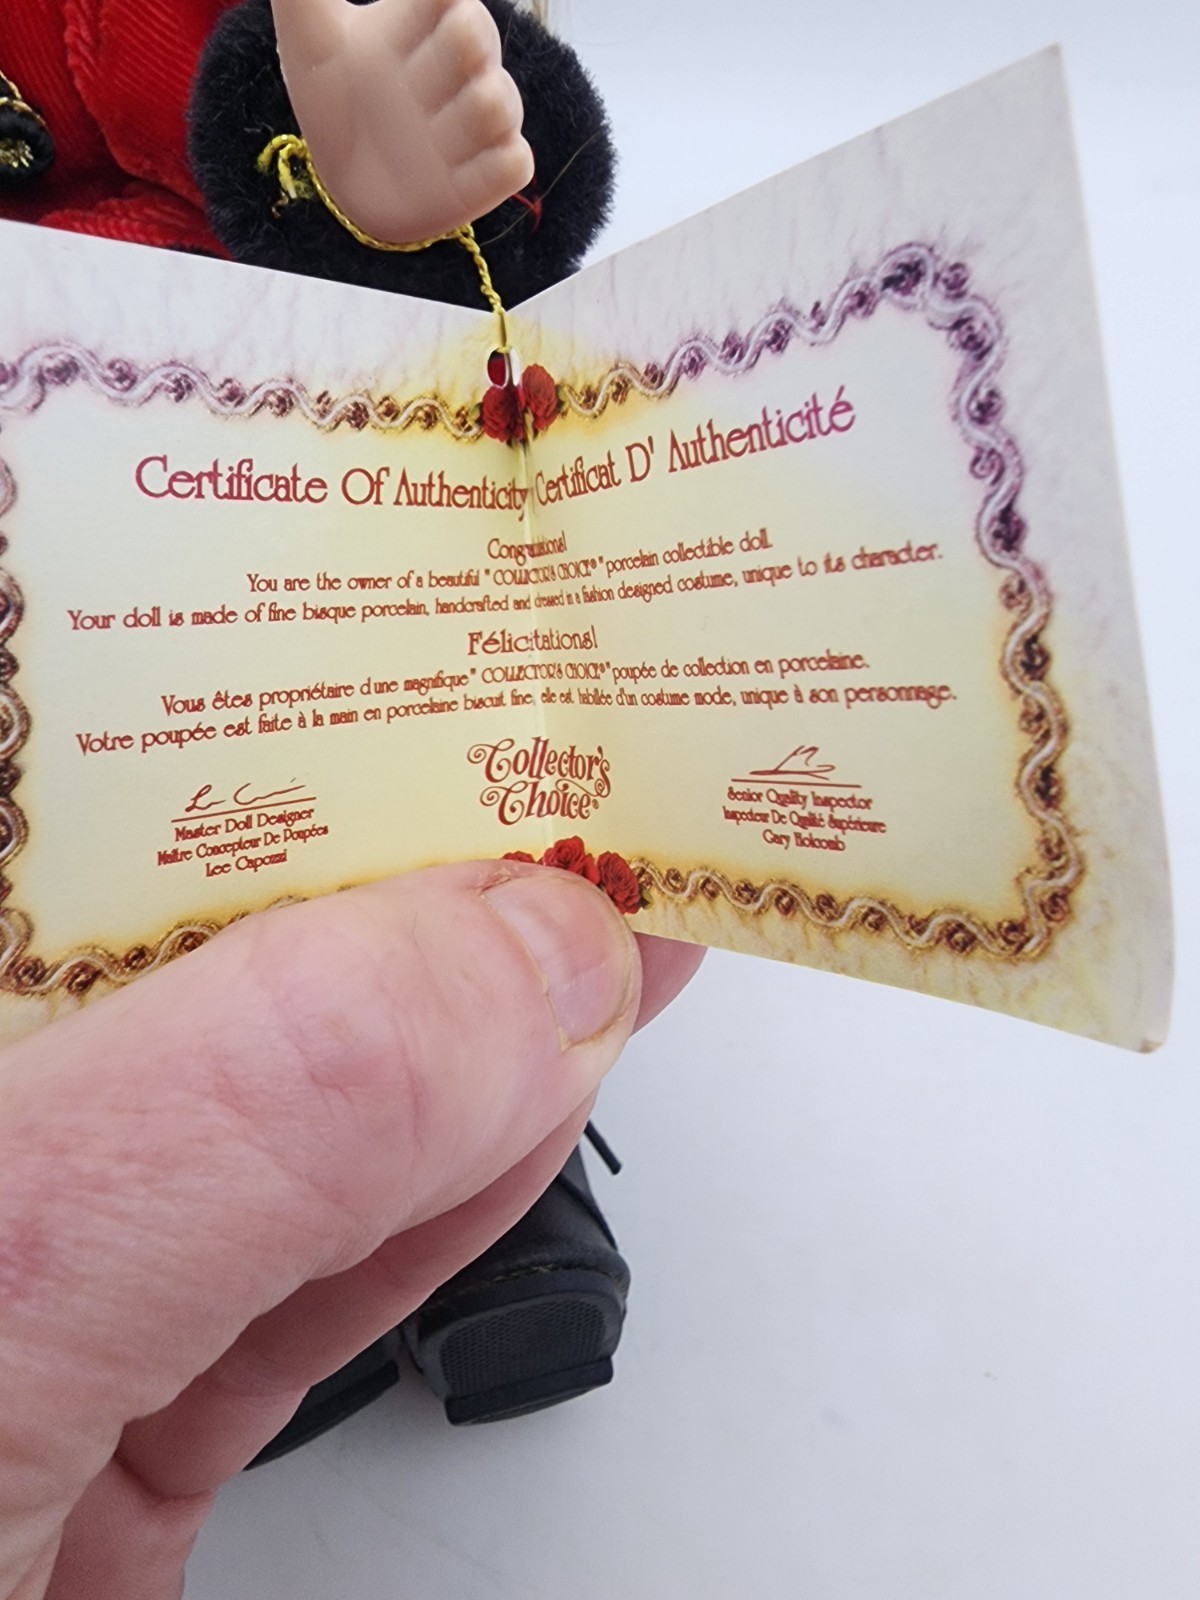 Certificate Of Authenticity Certificat D' Authenticité
Congratulations!
You are the owner of a beautiful "COLLECTOR'S CHOICE®" porcelain collectible doll.
Your doll is made of fine bisque porcelain, handcrafted and dressed in a fashion designed costume, unique to its character.
Félicitations!
Vous êtes propriétaire d'une magnifique "COLLECTOR'S CHOICE®" poupée de collection en porcelaine.
Votre poupée est faite à la main en porcelaine biscuit fine, elle est habillée d'un costume mode, unique à son personnage.
Collector's
Choice®
Master Doll Designer
Maître Concepteur De Poupées
Lee Capozzi
Senior Quality Inspector
Inspecteur De Qualité Supérieure
Gary Holcomb